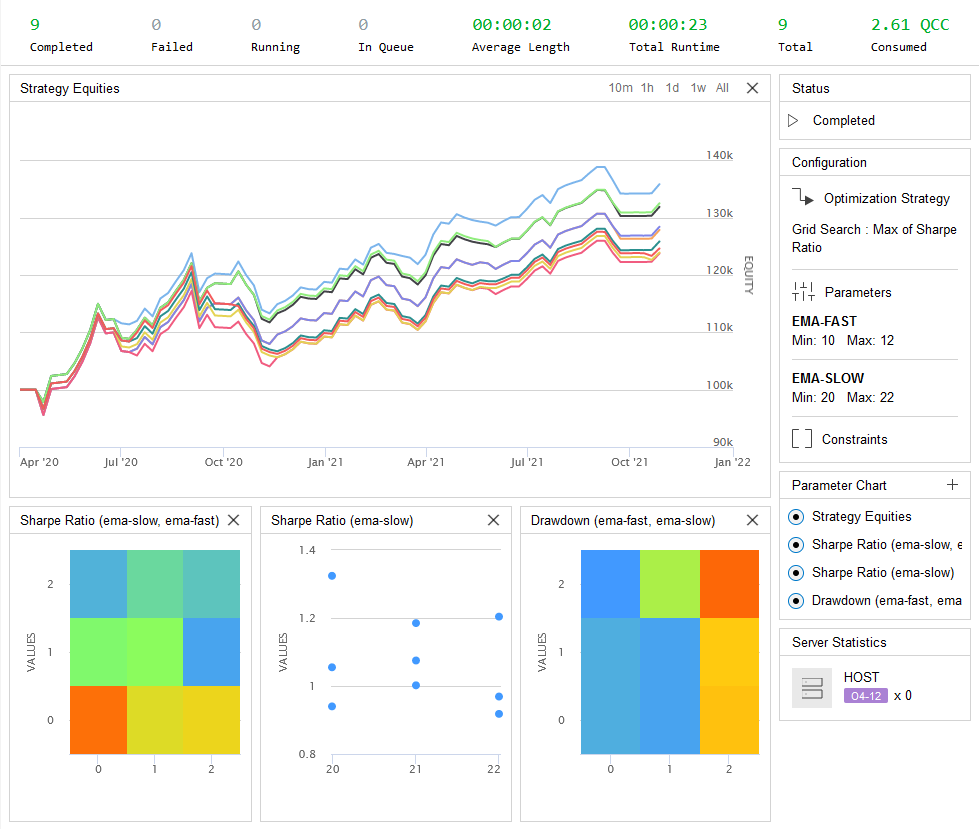 9 0 0 0 00:00:02 00:00:23 9 2.61 QCC
Completed Failed Running In Queue Average Length Total Runtime Total Consumed
Strategy Equities 10m 1h 1d 1w All
140k
130k
120k
110k
100k
90k
EQUITY
Apr '20 Jul '20 Oct '20 Jan '21 Apr '21 Jul '21 Oct '21 Jan '22
Sharpe Ratio (ema-slow, ema-fast)
VALUES
2
1
0
0 1 2
Sharpe Ratio (ema-slow)
VALUES
1.4
1.2
1
0.8
20 21 22
Drawdown (ema-fast, ema-slow)
VALUES
2
1
0
0 1 2
Status
Completed
Configuration
Optimization Strategy
Grid Search : Max of Sharpe
Ratio
Parameters
EMA-FAST
Min: 10 Max: 12
EMA-SLOW
Min: 20 Max: 22
Constraints
Parameter Chart
Strategy Equities
Sharpe Ratio (ema-slow, e
Sharpe Ratio (ema-slow)
Drawdown (ema-fast, ema
Server Statistics
HOST
O4-12 x 0